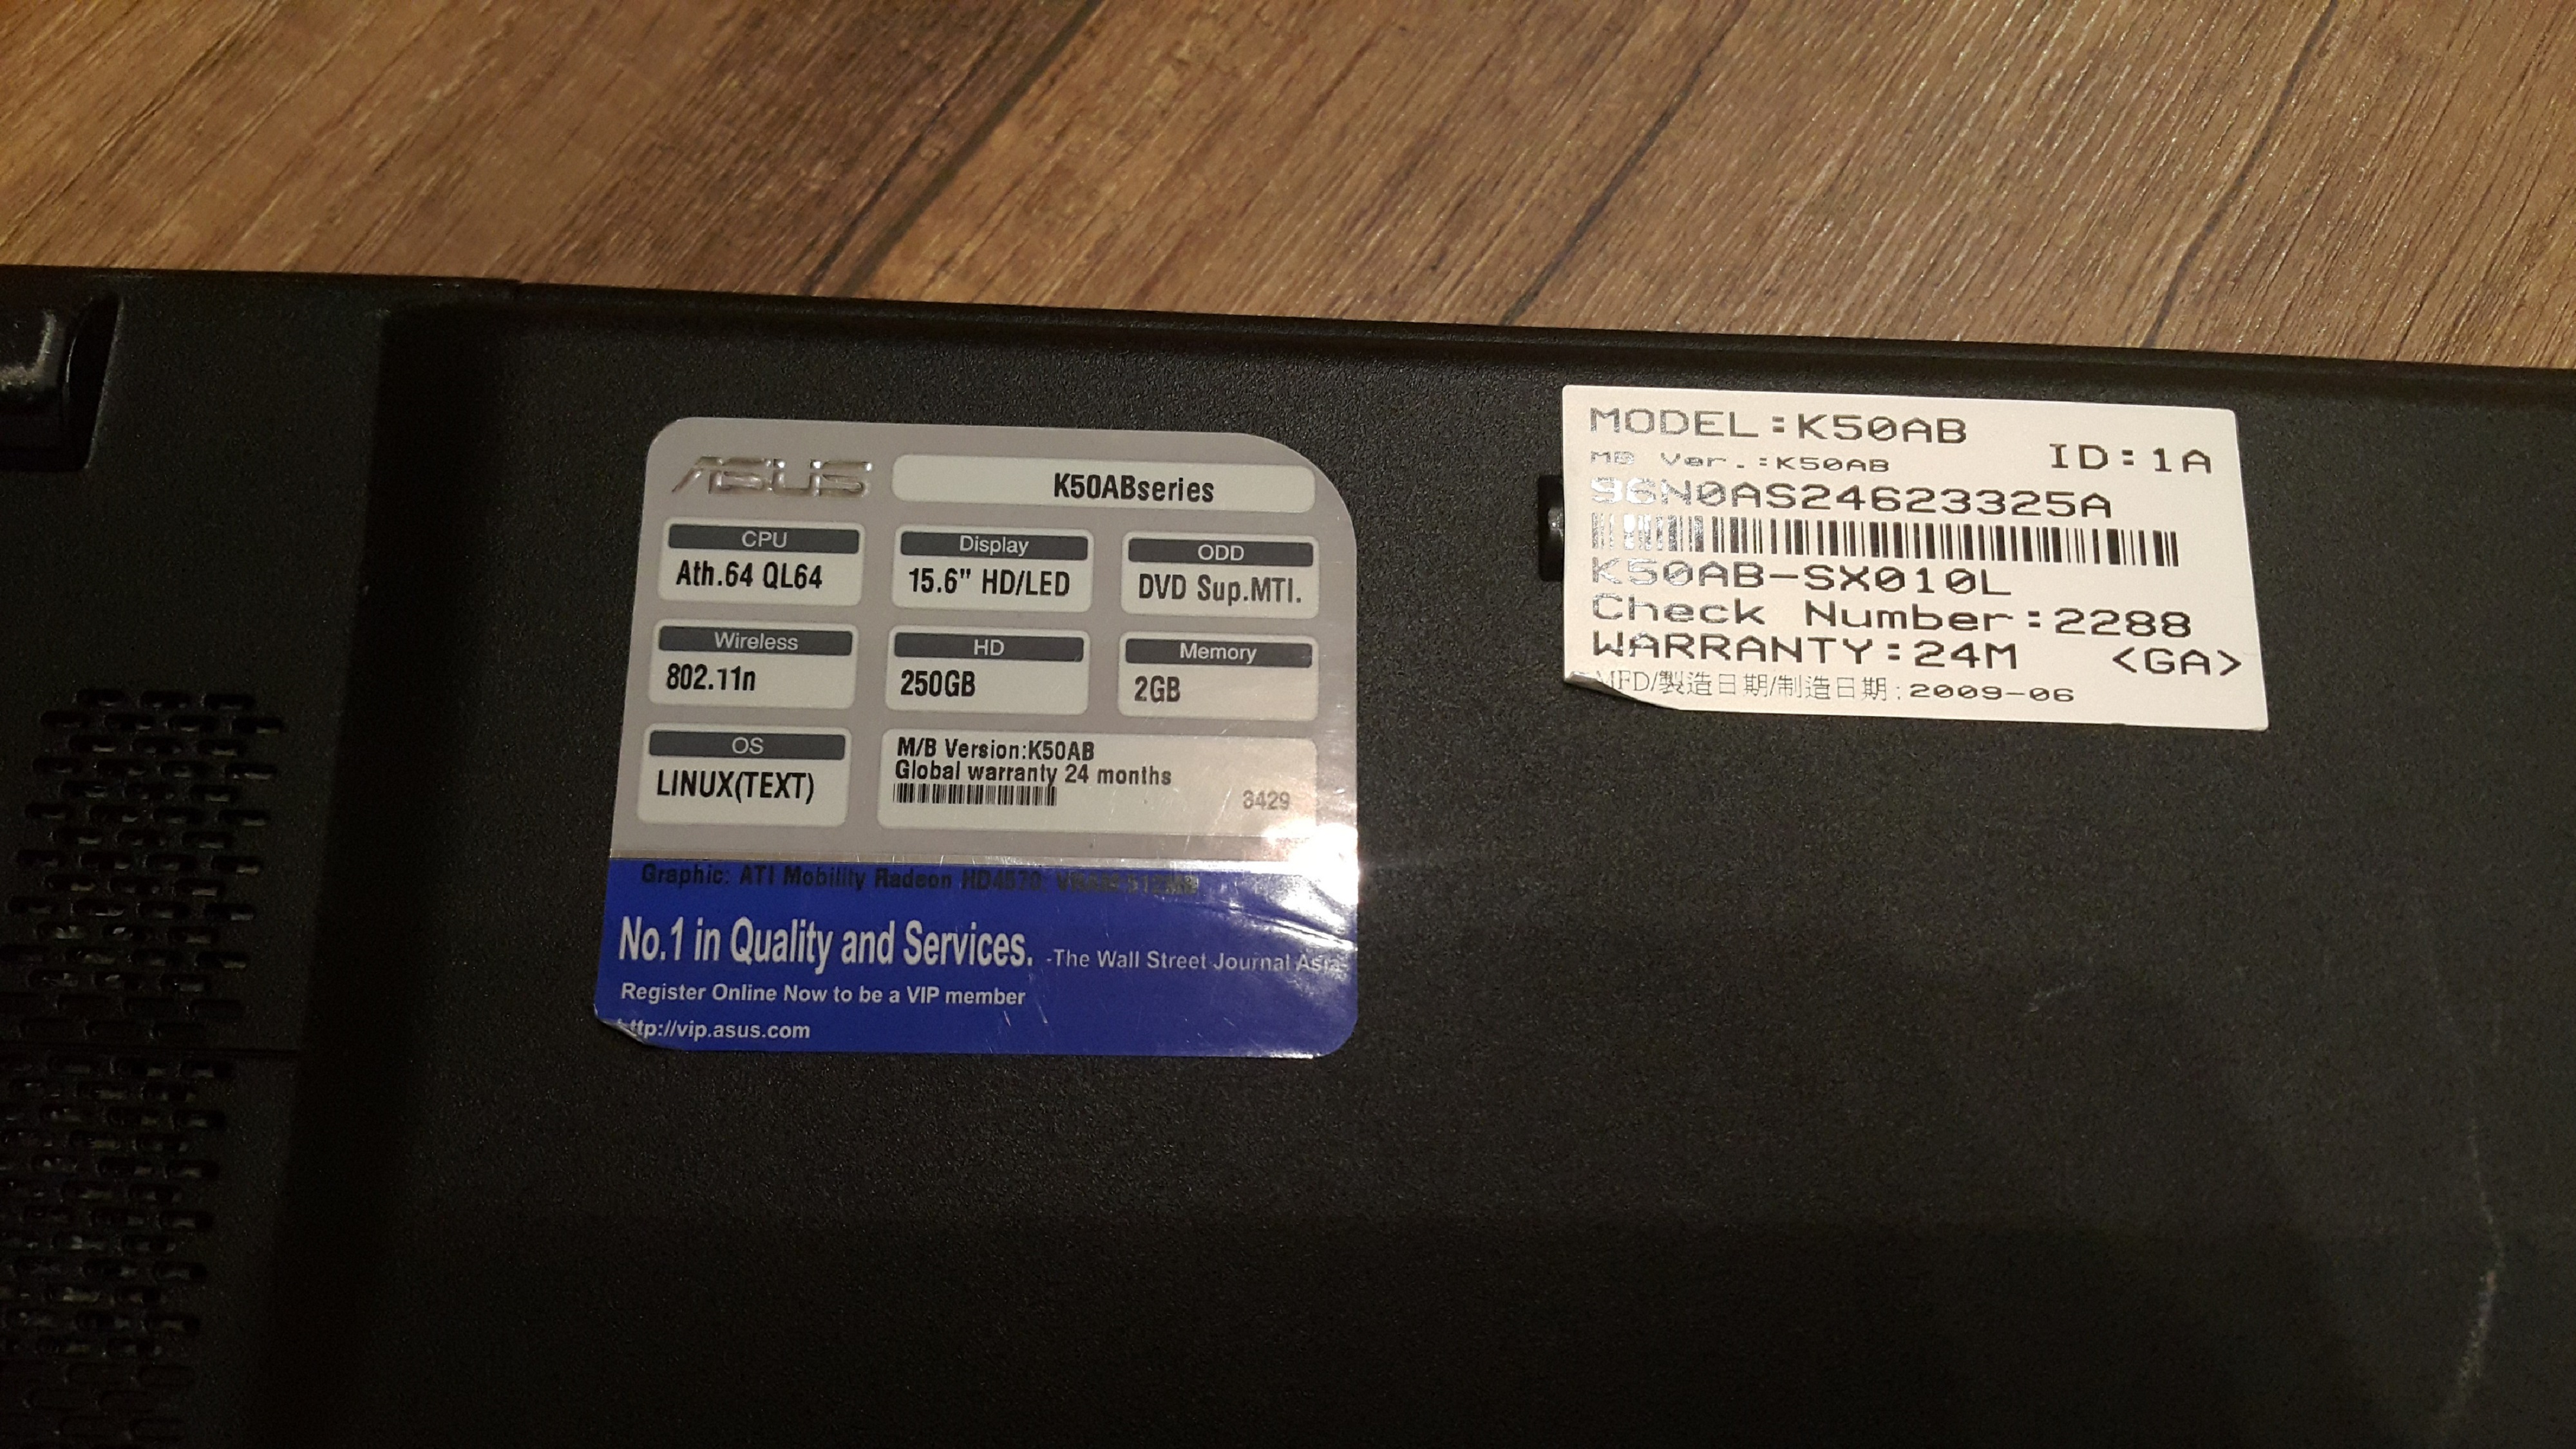 ASUS
K50ABseries
CPU
Ath.64 QL64
Display
15.6" HD/LED
ODD
DVD Sup.MTI.
Wireless
802.11n
HD
250GB
Memory
2GB
OS
LINUX(TEXT)
M/B Version:K50AB
Global warranty 24 months
3429
Graphic: ATI Mobility Radeon HD4570; VRAM 512MB
No.1 in Quality and Services. -The Wall Street Journal Asia-
Register Online Now to be a VIP member
http://vip.asus.com
MODEL:K50AB
ID:1A
MB Ver.:K50AB
96N0AS24623325A
K50AB-SX010L
Check Number:2288
WARRANTY:24M <GA>
MFD/製造日期/制造日期:2009-06